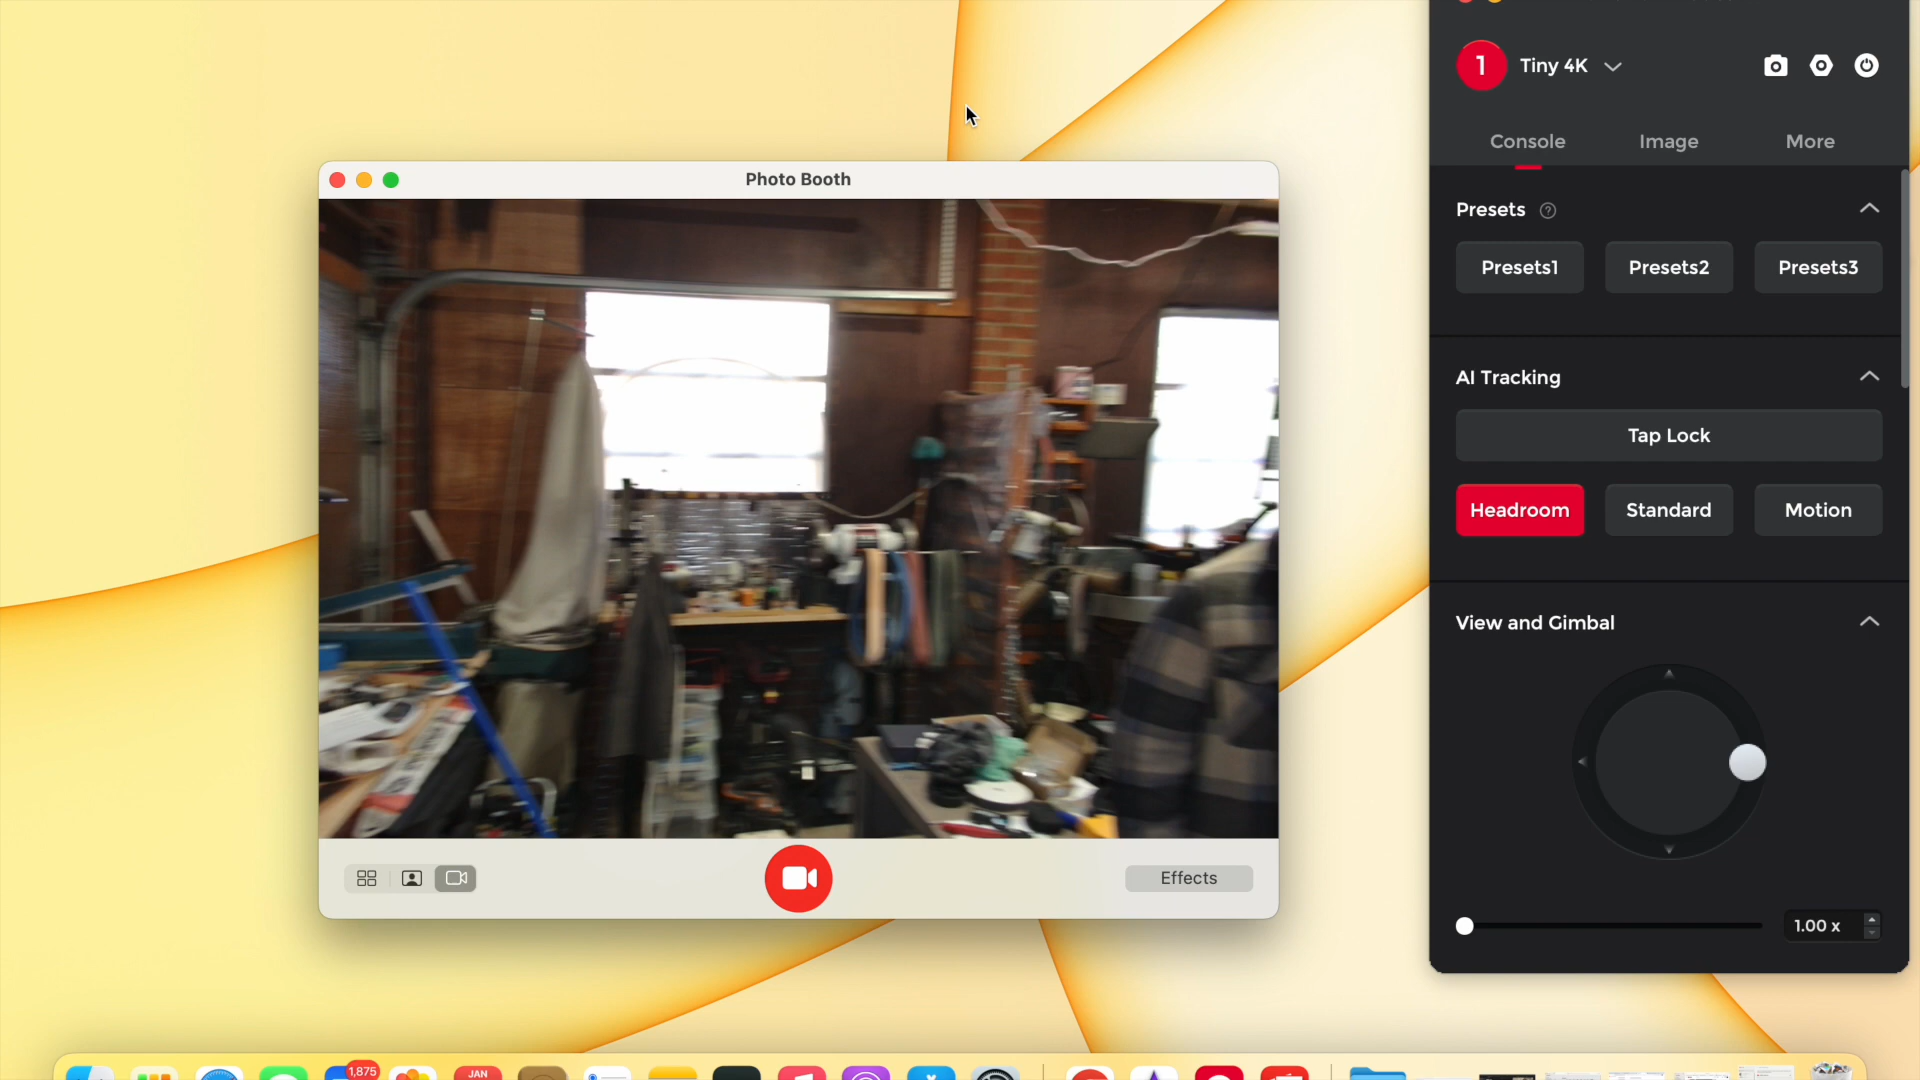 1
Tiny 4K
Console
Image
More
Photo Booth
Presets ?
Presets1
Presets2
Presets3
AI Tracking
Tap Lock
Headroom
Standard
Motion
View and Gimbal
Effects
1.00 x
1,875
JAN